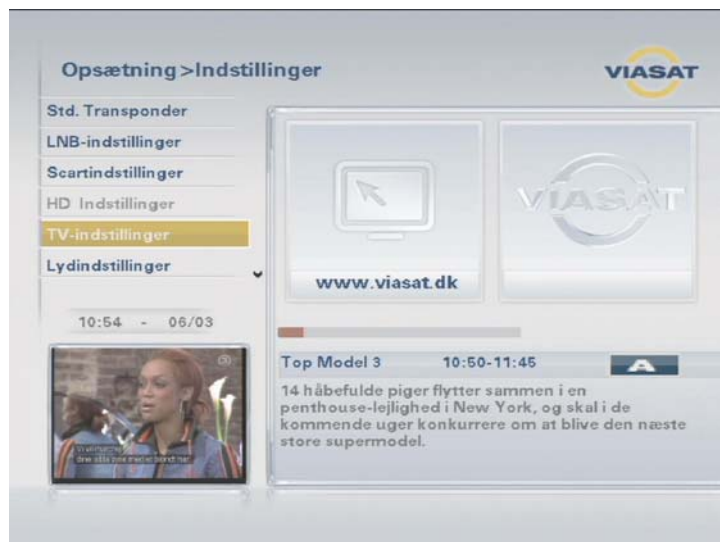 Opsætning>Indstillinger
VIASAT
Std. Transponder
LNB-indstillinger
Scartindstillinger
HD Indstillinger
TV-indstillinger
Lydindstillinger
10:54 - 06/03
www.viasat.dk
VIASAT
Top Model 3 10:50-11:45 A
14 håbefulde piger flytter sammen i en
penthouse-lejlighed i New York, og skal i de
kommende uger konkurrere om at blive den næste
store supermodel.